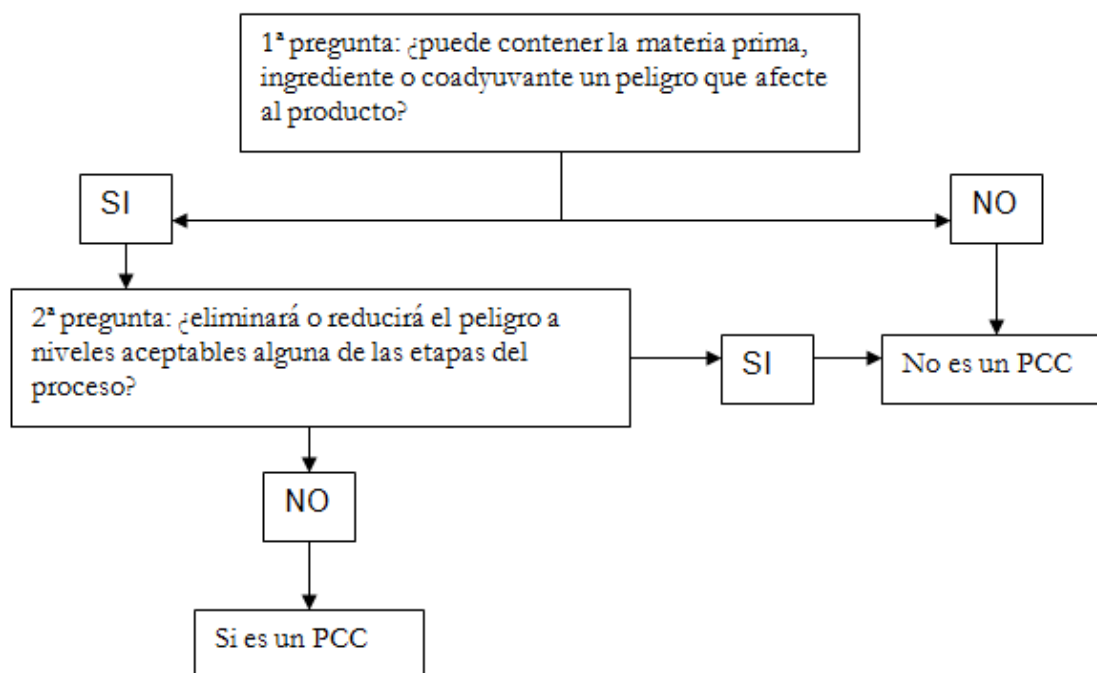 1ª pregunta: ¿puede contener la materia prima,
ingrediente o coadyuvante un peligro que afecte
al producto?
SI
NO
2ª pregunta: ¿eliminará o reducirá el peligro a
niveles aceptables alguna de las etapas del
proceso?
SI
No es un PCC
NO
Si es un PCC